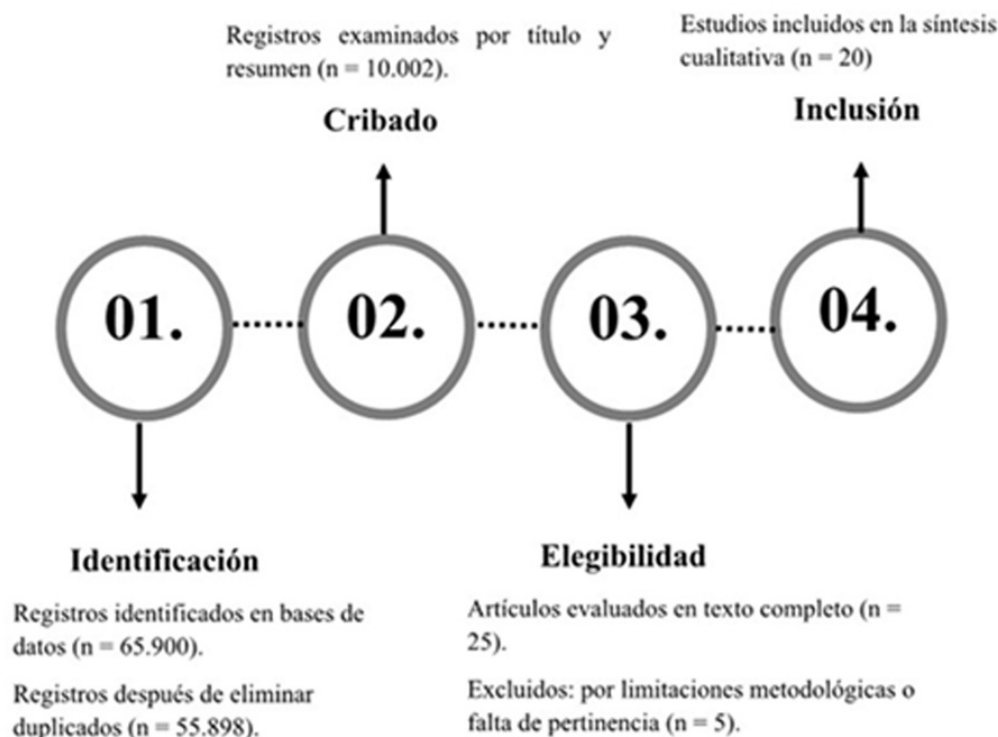 Registros examinados por título y
resumen (n = 10.002).
Cribado
Estudios incluidos en la síntesis
cualitativa (n = 20)
Inclusión
01.
02.
03.
04.
Identificación
Registros identificados en bases de
datos (n = 65.900).
Registros después de eliminar
duplicados (n = 55.898).
Elegibilidad
Artículos evaluados en texto completo (n =
25).
Excluidos: por limitaciones metodológicas o
falta de pertinencia (n = 5).